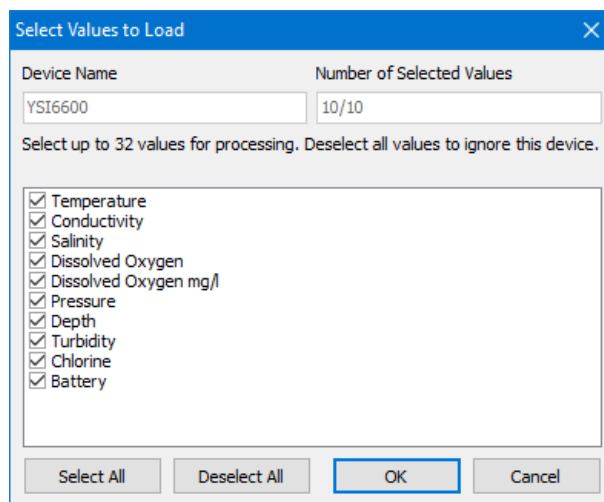 Select Values to Load
Device Name Number of Selected Values
YSI6600 10/10
Select up to 32 values for processing. Deselect all values to ignore this device.
Temperature
Conductivity
Salinity
Dissolved Oxygen
Dissolved Oxygen mg/l
Pressure
Depth
Turbidity
Chlorine
Battery
Select All Deselect All OK Cancel